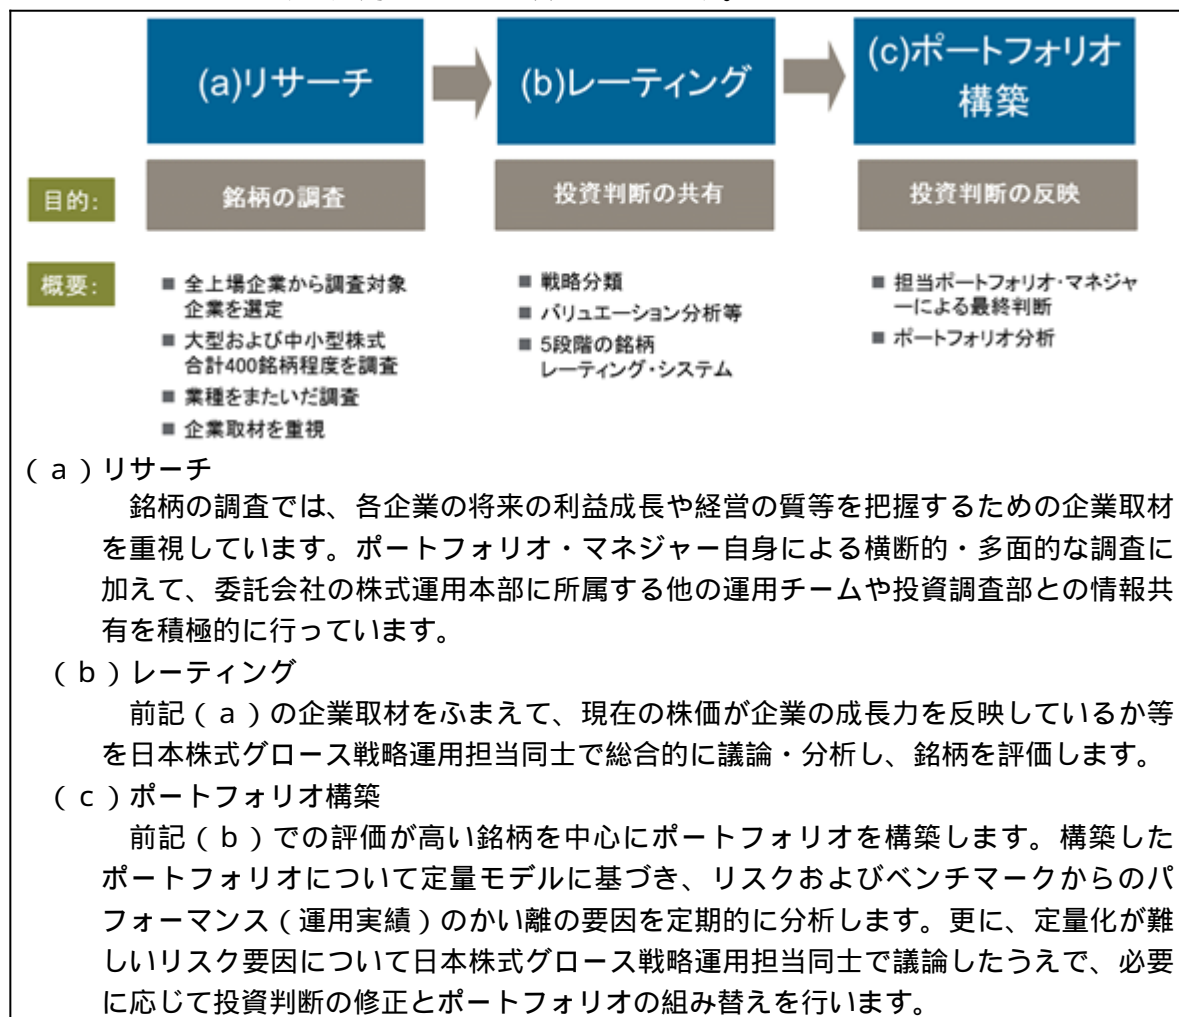 (a)リサーチ
(b)レーティング
(c)ポートフォリオ
構築
目的:
銘柄の調査
投資判断の共有
投資判断の反映
概要:
■ 全上場企業から調査対象
企業を選定
■ 大型および中小型株式
合計400銘柄程度を調査
■ 業種をまたいだ調査
■ 企業取材を重視
■ 戦略分類
■ バリュエーション分析等
■ 5段階の銘柄
レーティング・システム
■ 担当ポートフォリオ・マネジャ
ーによる最終判断
■ ポートフォリオ分析
(a)リサーチ
銘柄の調査では、各企業の将来の利益成長や経営の質等を把握するための企業取材
を重視しています。ポートフォリオ・マネジャー自身による横断的・多面的な調査に
加えて、委託会社の株式運用本部に所属する他の運用チームや投資調査部との情報共
有を積極的に行っています。
(b)レーティング
前記(a)の企業取材をふまえて、現在の株価が企業の成長力を反映しているか等
を日本株式グロース戦略運用担当同士で総合的に議論・分析し、銘柄を評価します。
(c)ポートフォリオ構築
前記(b)での評価が高い銘柄を中心にポートフォリオを構築します。構築した
ポートフォリオについて定量モデルに基づき、リスクおよびベンチマークからのパ
フォーマンス(運用実績)のかい離の要因を定期的に分析します。更に、定量化が難
しいリスク要因について日本株式グロース戦略運用担当同士で議論したうえで、必要
に応じて投資判断の修正とポートフォリオの組み替えを行います。